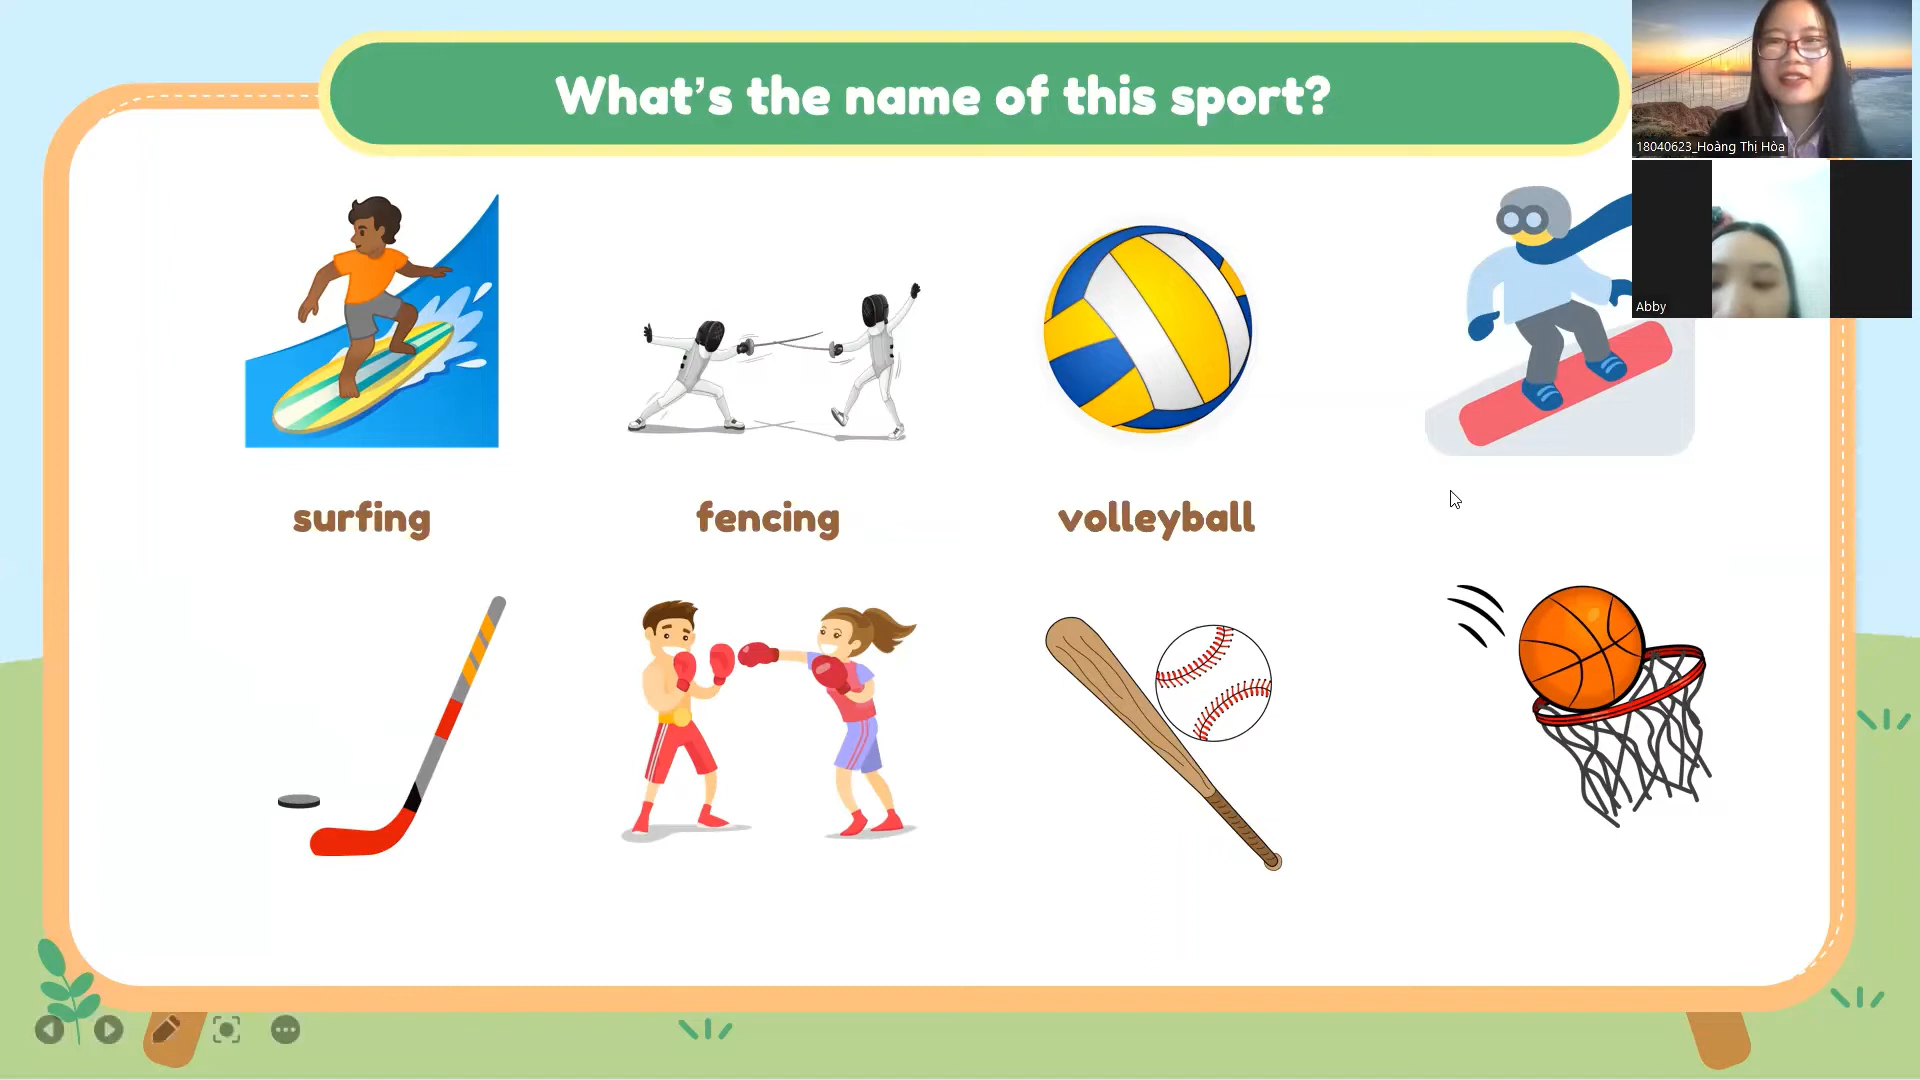 What's the name of this sport?
18040623_Hoàng Thị Hòa
Abby
surfing
fencing
volleyball